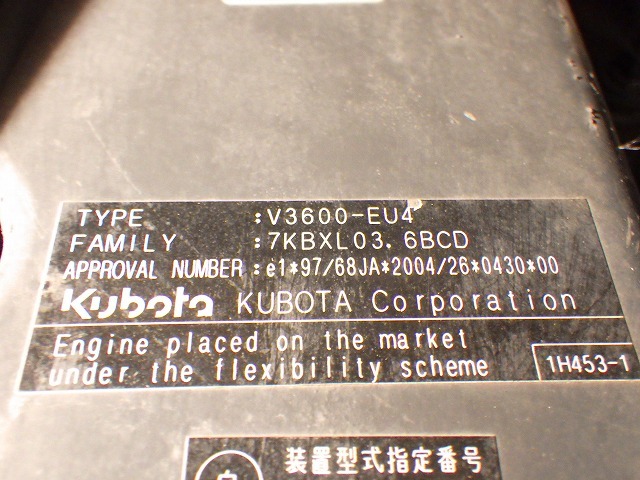 TYPE :V3600-EU4
FAMILY :7KBXL03.6BCD
APPROVAL NUMBER :e1*97/68JA*2004/26*0430*00
Kubota KUBOTA Corporation
Engine placed on the market
under the flexibility scheme
1H453-1
装置型式指定番号